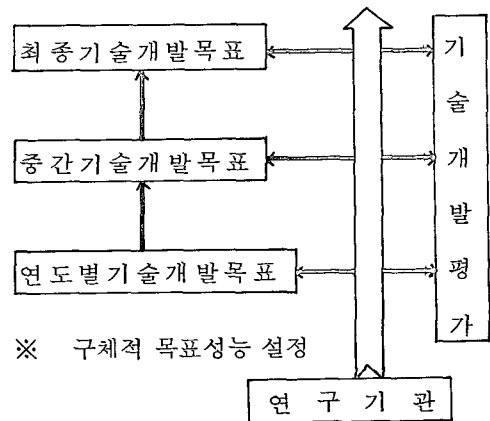 최종기술개발목표
중간기술개발목표
연도별기술개발목표
※ 구체적 목표성능 설정
기술개발평가
연구기관